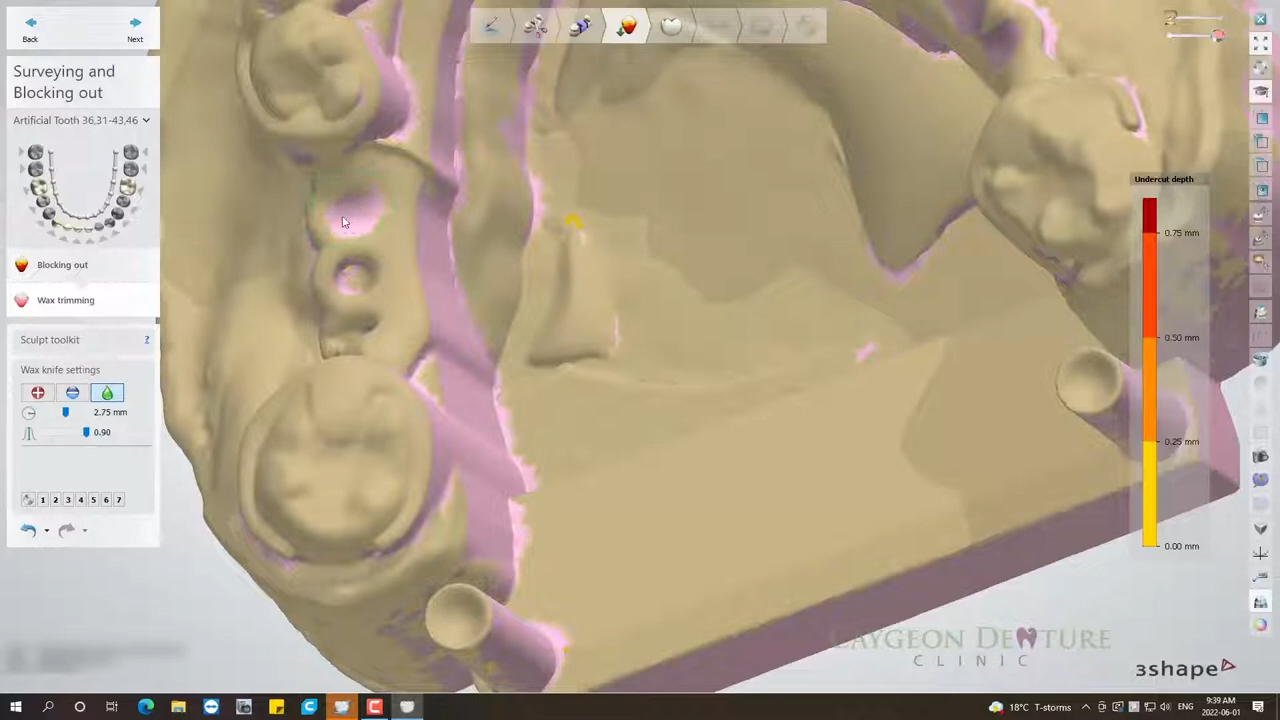 Back
Next
Surveying and
Blocking out
Artificial Tooth 36,31-43,46
Blocking out
Wax trimming
Sculpt toolkit
?
Wax knife settings
2.75 mm
0.90
1 2 3 4 5 6 7
Undercut depth
0.75 mm
0.50 mm
0.25 mm
0.00 mm
AYGEON DENTURE
CLINIC
3shape
18°C T-storms
ENG
9:39 AM
2022-06-01